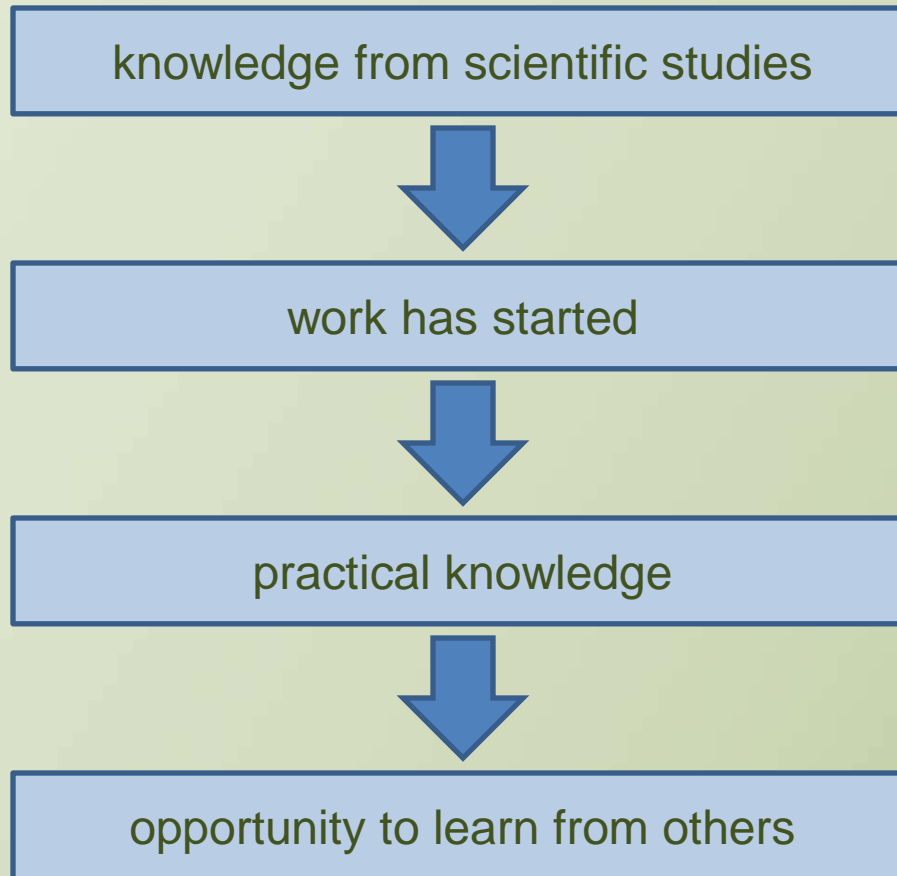 knowledge from scientific studies
work has started
practical knowledge
opportunity to learn from others